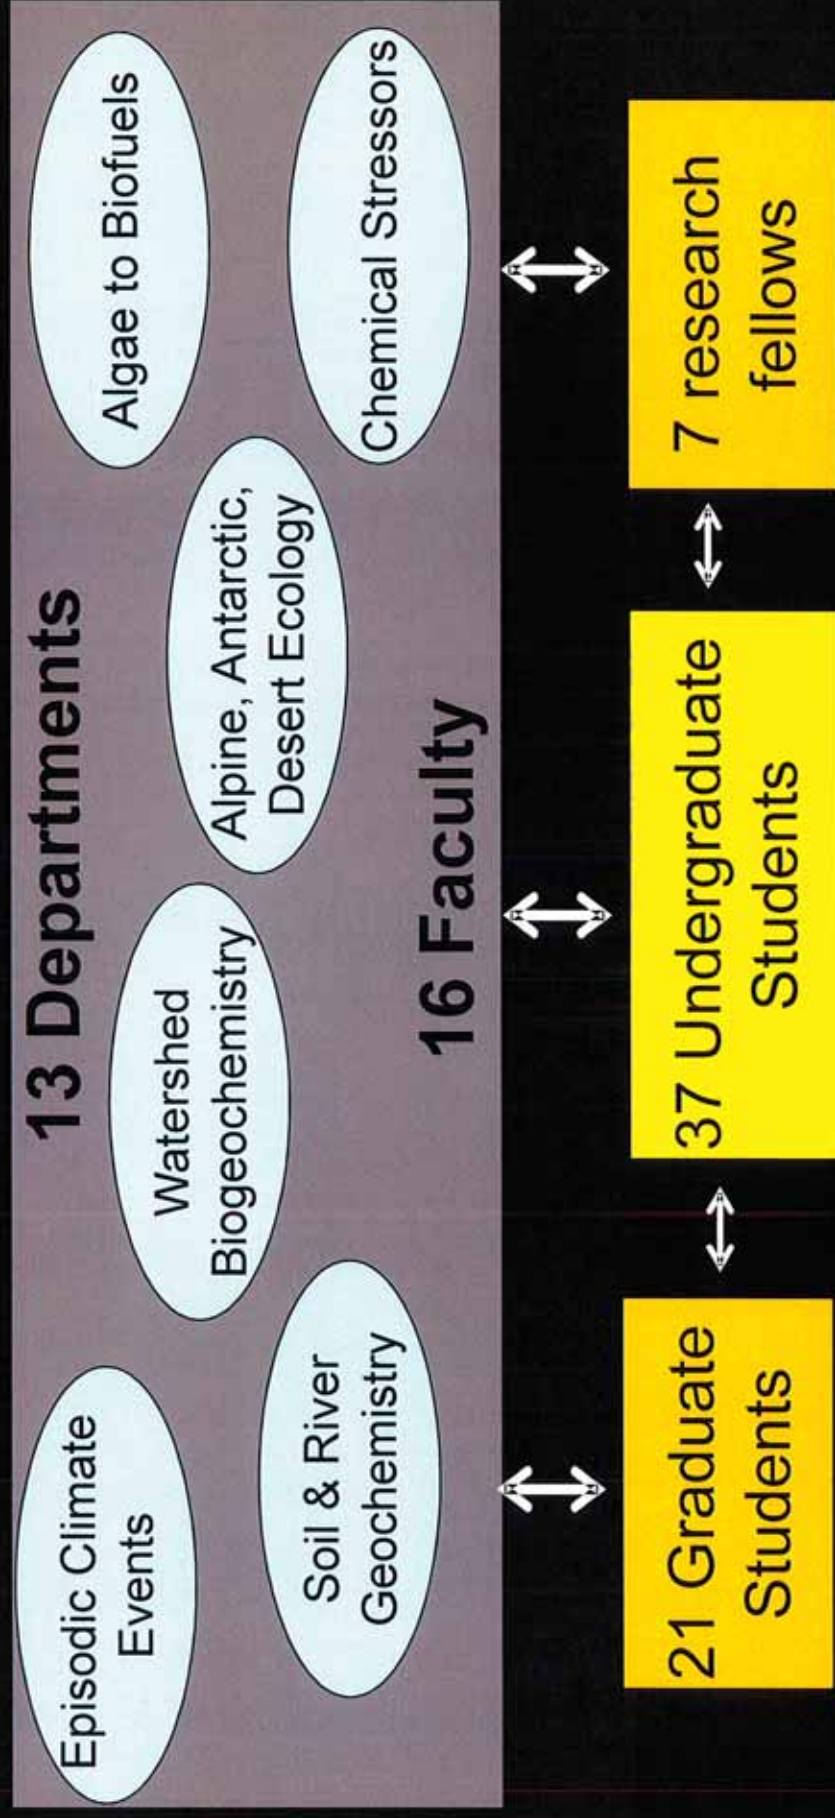 13 Departments
Episodic Climate
Events
Watershed
Biogeochemistry
Algae to Biofuels
Alpine, Antarctic,
Desert Ecology
Soil & River
Geochemistry
Chemical Stressors
16 Faculty
21 Graduate
Students
37 Undergraduate
Students
7 research
fellows